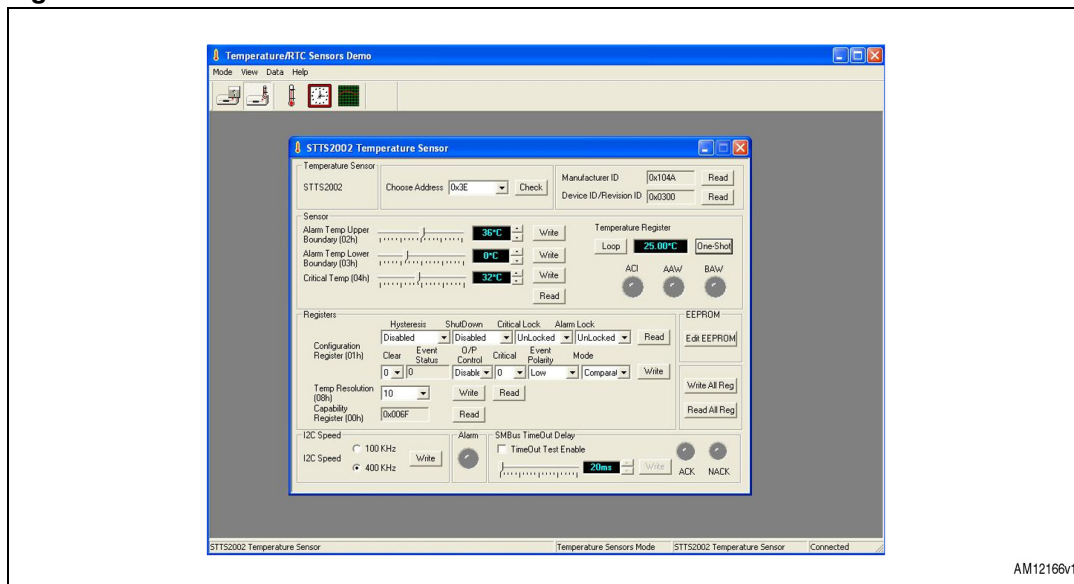 Temperature/RTC Sensors Demo
Mode View Data Help
STTS2002 Temperature Sensor
Temperature Sensor
STTS2002
Choose Address 0x3E Check
Manufacturer ID 0x104A Read
Device ID/Revision ID 0x0300 Read
Sensor
Alarm Temp Upper
Boundary (02h)
36°C Write
Alarm Temp Lower
Boundary (03h)
0°C Write
Critical Temp (04h) 32°C Write
Read
Temperature Register
Loop 25.00°C One-Shot
ACI AAW BAW
Registers
Hysteresis ShutDown Critical Lock Alarm Lock
Configuration
Register (01h)
Disabled Disabled UnLocked UnLocked Read
Clear Event
Status O/P
Control Critical Event
Polarity Mode
0 0 Disable 0 Low Comparat Write
Temp Resolution
(08h)
10 Write Read
Capability
Register (00h)
0x006F Read
EEPROM
Edit EEPROM
Write All Reg
Read All Reg
I2C Speed
I2C Speed
100 KHz
400 KHz
Write
Alarm
SMBus TimeOut Delay
TimeOut Test Enable
20ms Write
ACK NACK
STTS2002 Temperature Sensor Temperature Sensors Mode STTS2002 Temperature Sensor Connected
AM12166v1